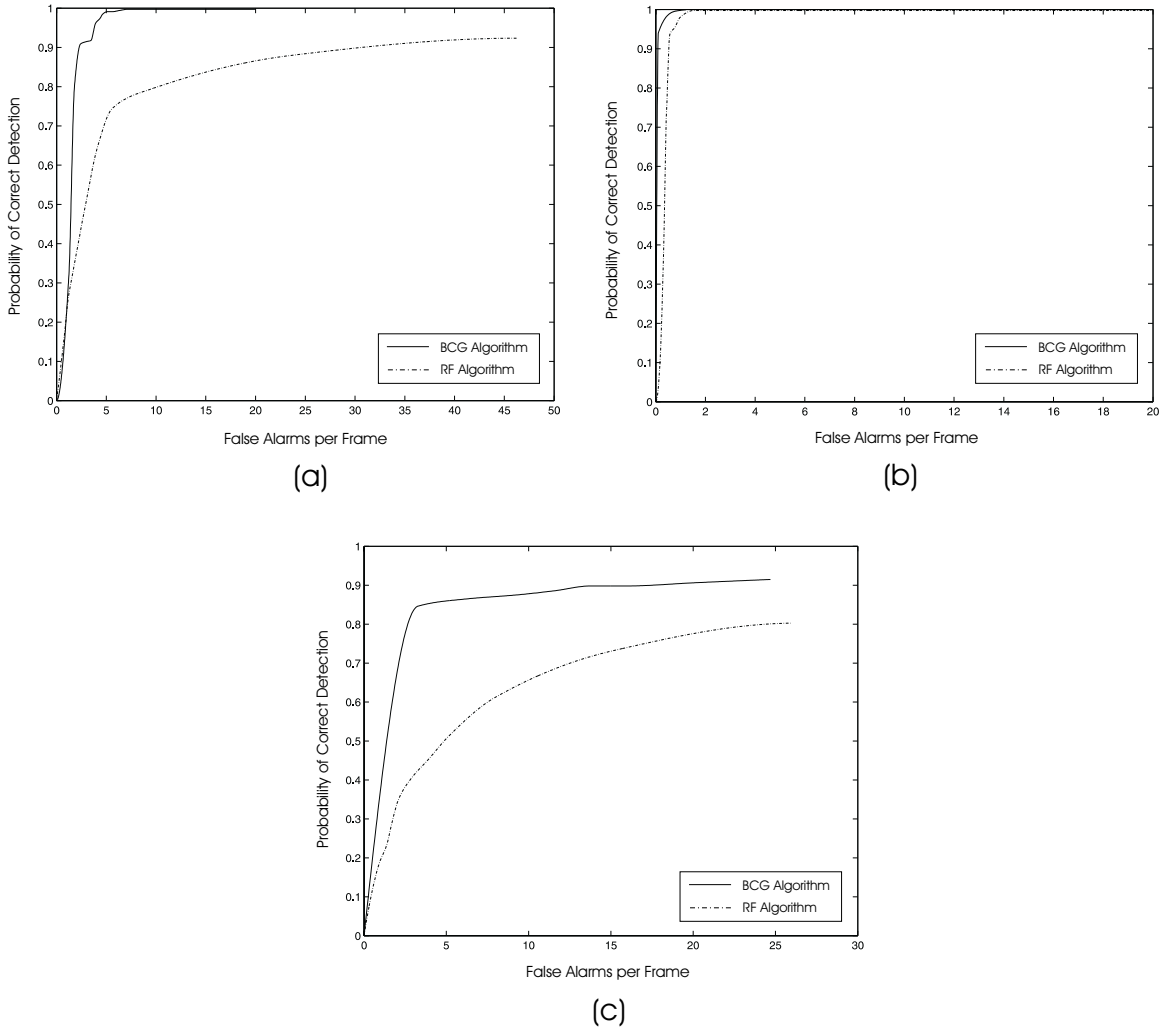 1
0.9
0.8
0.7
0.6
0.5
0.4
0.3
0.2
0.1
0
Probability of Correct Detection
BCG Algorithm
RF Algorithm
0 5 10 15 20 25 30 35 40 45 50
False Alarms per Frame
(a)
1
0.9
0.8
0.7
0.6
0.5
0.4
0.3
0.2
0.1
0
Probability of Correct Detection
BCG Algorithm
RF Algorithm
0 2 4 6 8 10 12 14 16 18 20
False Alarms per Frame
(b)
1
0.9
0.8
0.7
0.6
0.5
0.4
0.3
0.2
0.1
0
Probability of Correct Detection
BCG Algorithm
RF Algorithm
0 5 10 15 20 25 30
False Alarms per Frame
(c)